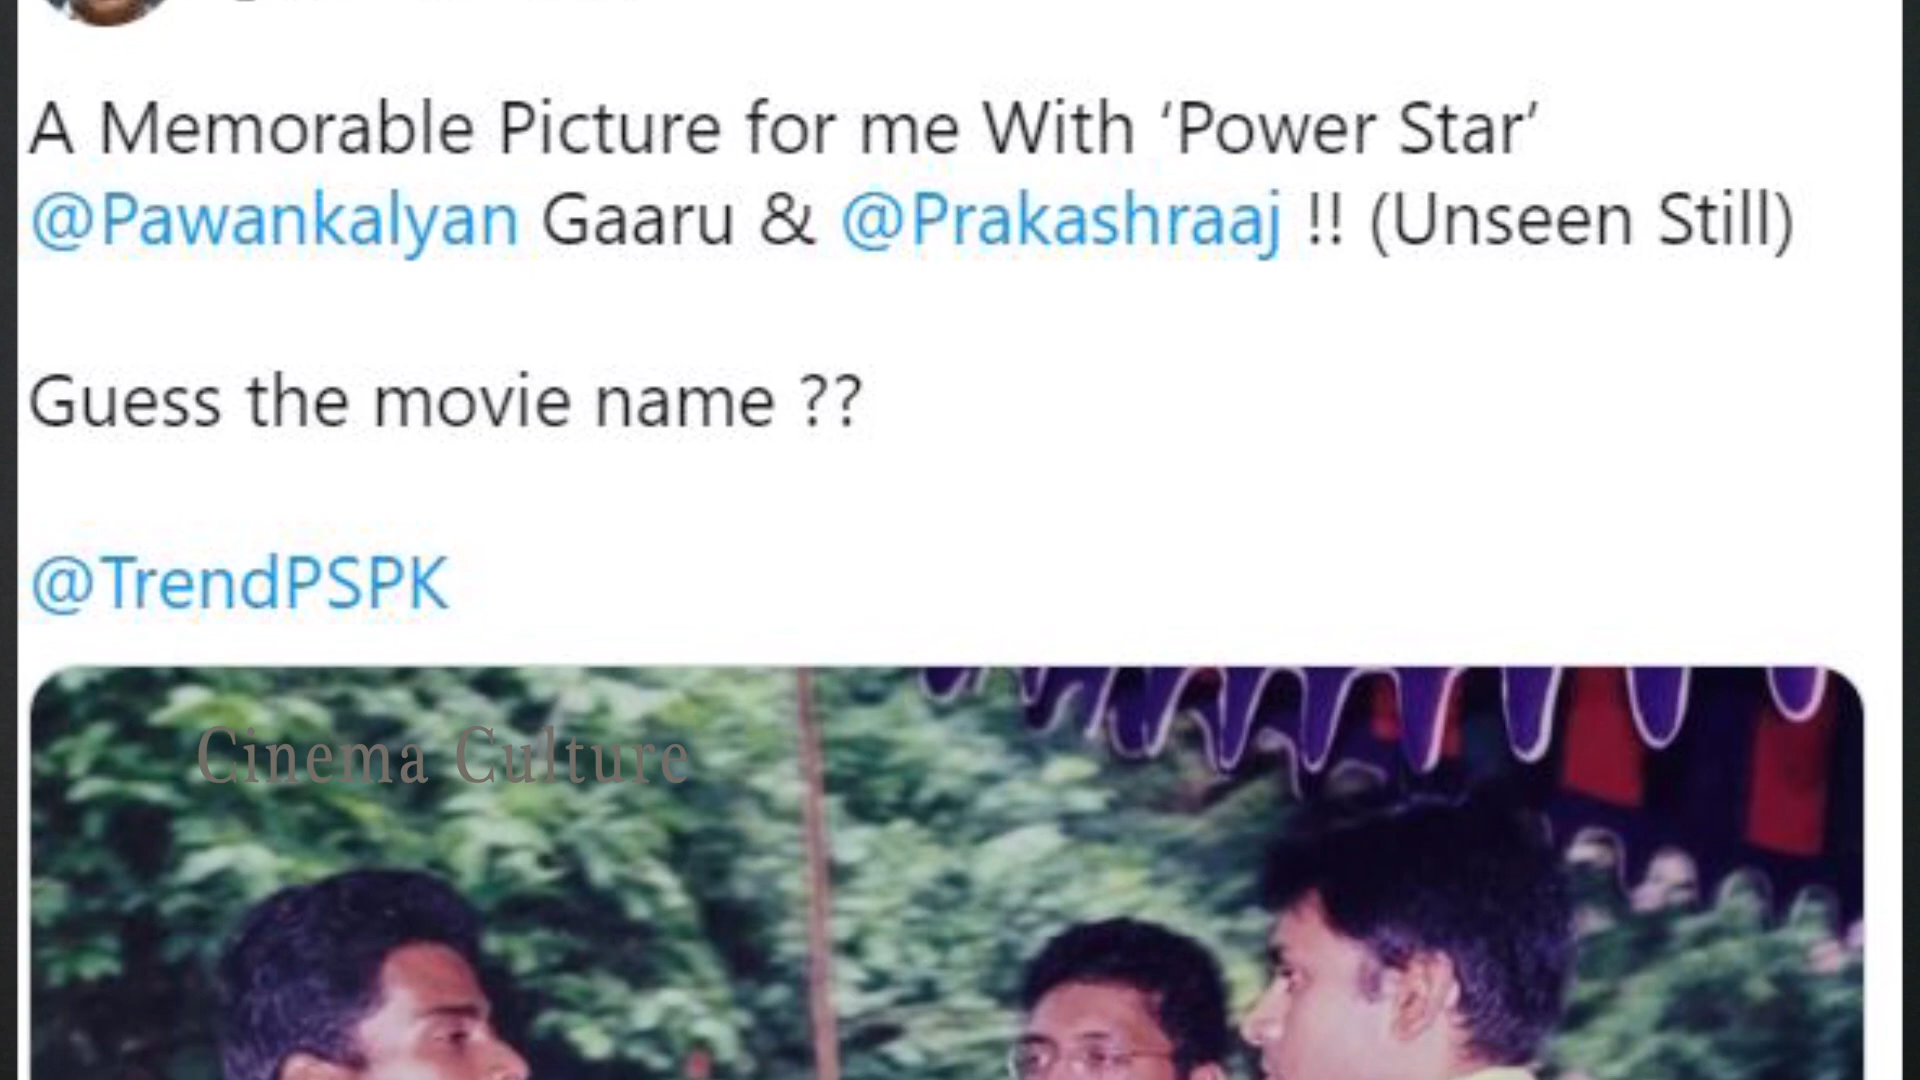 A Memorable Picture for me With ‘Power Star’
@Pawankalyan Gaaru & @Prakashraaj !! (Unseen Still)
Guess the movie name ??
@TrendPSPK
Cinema Culture